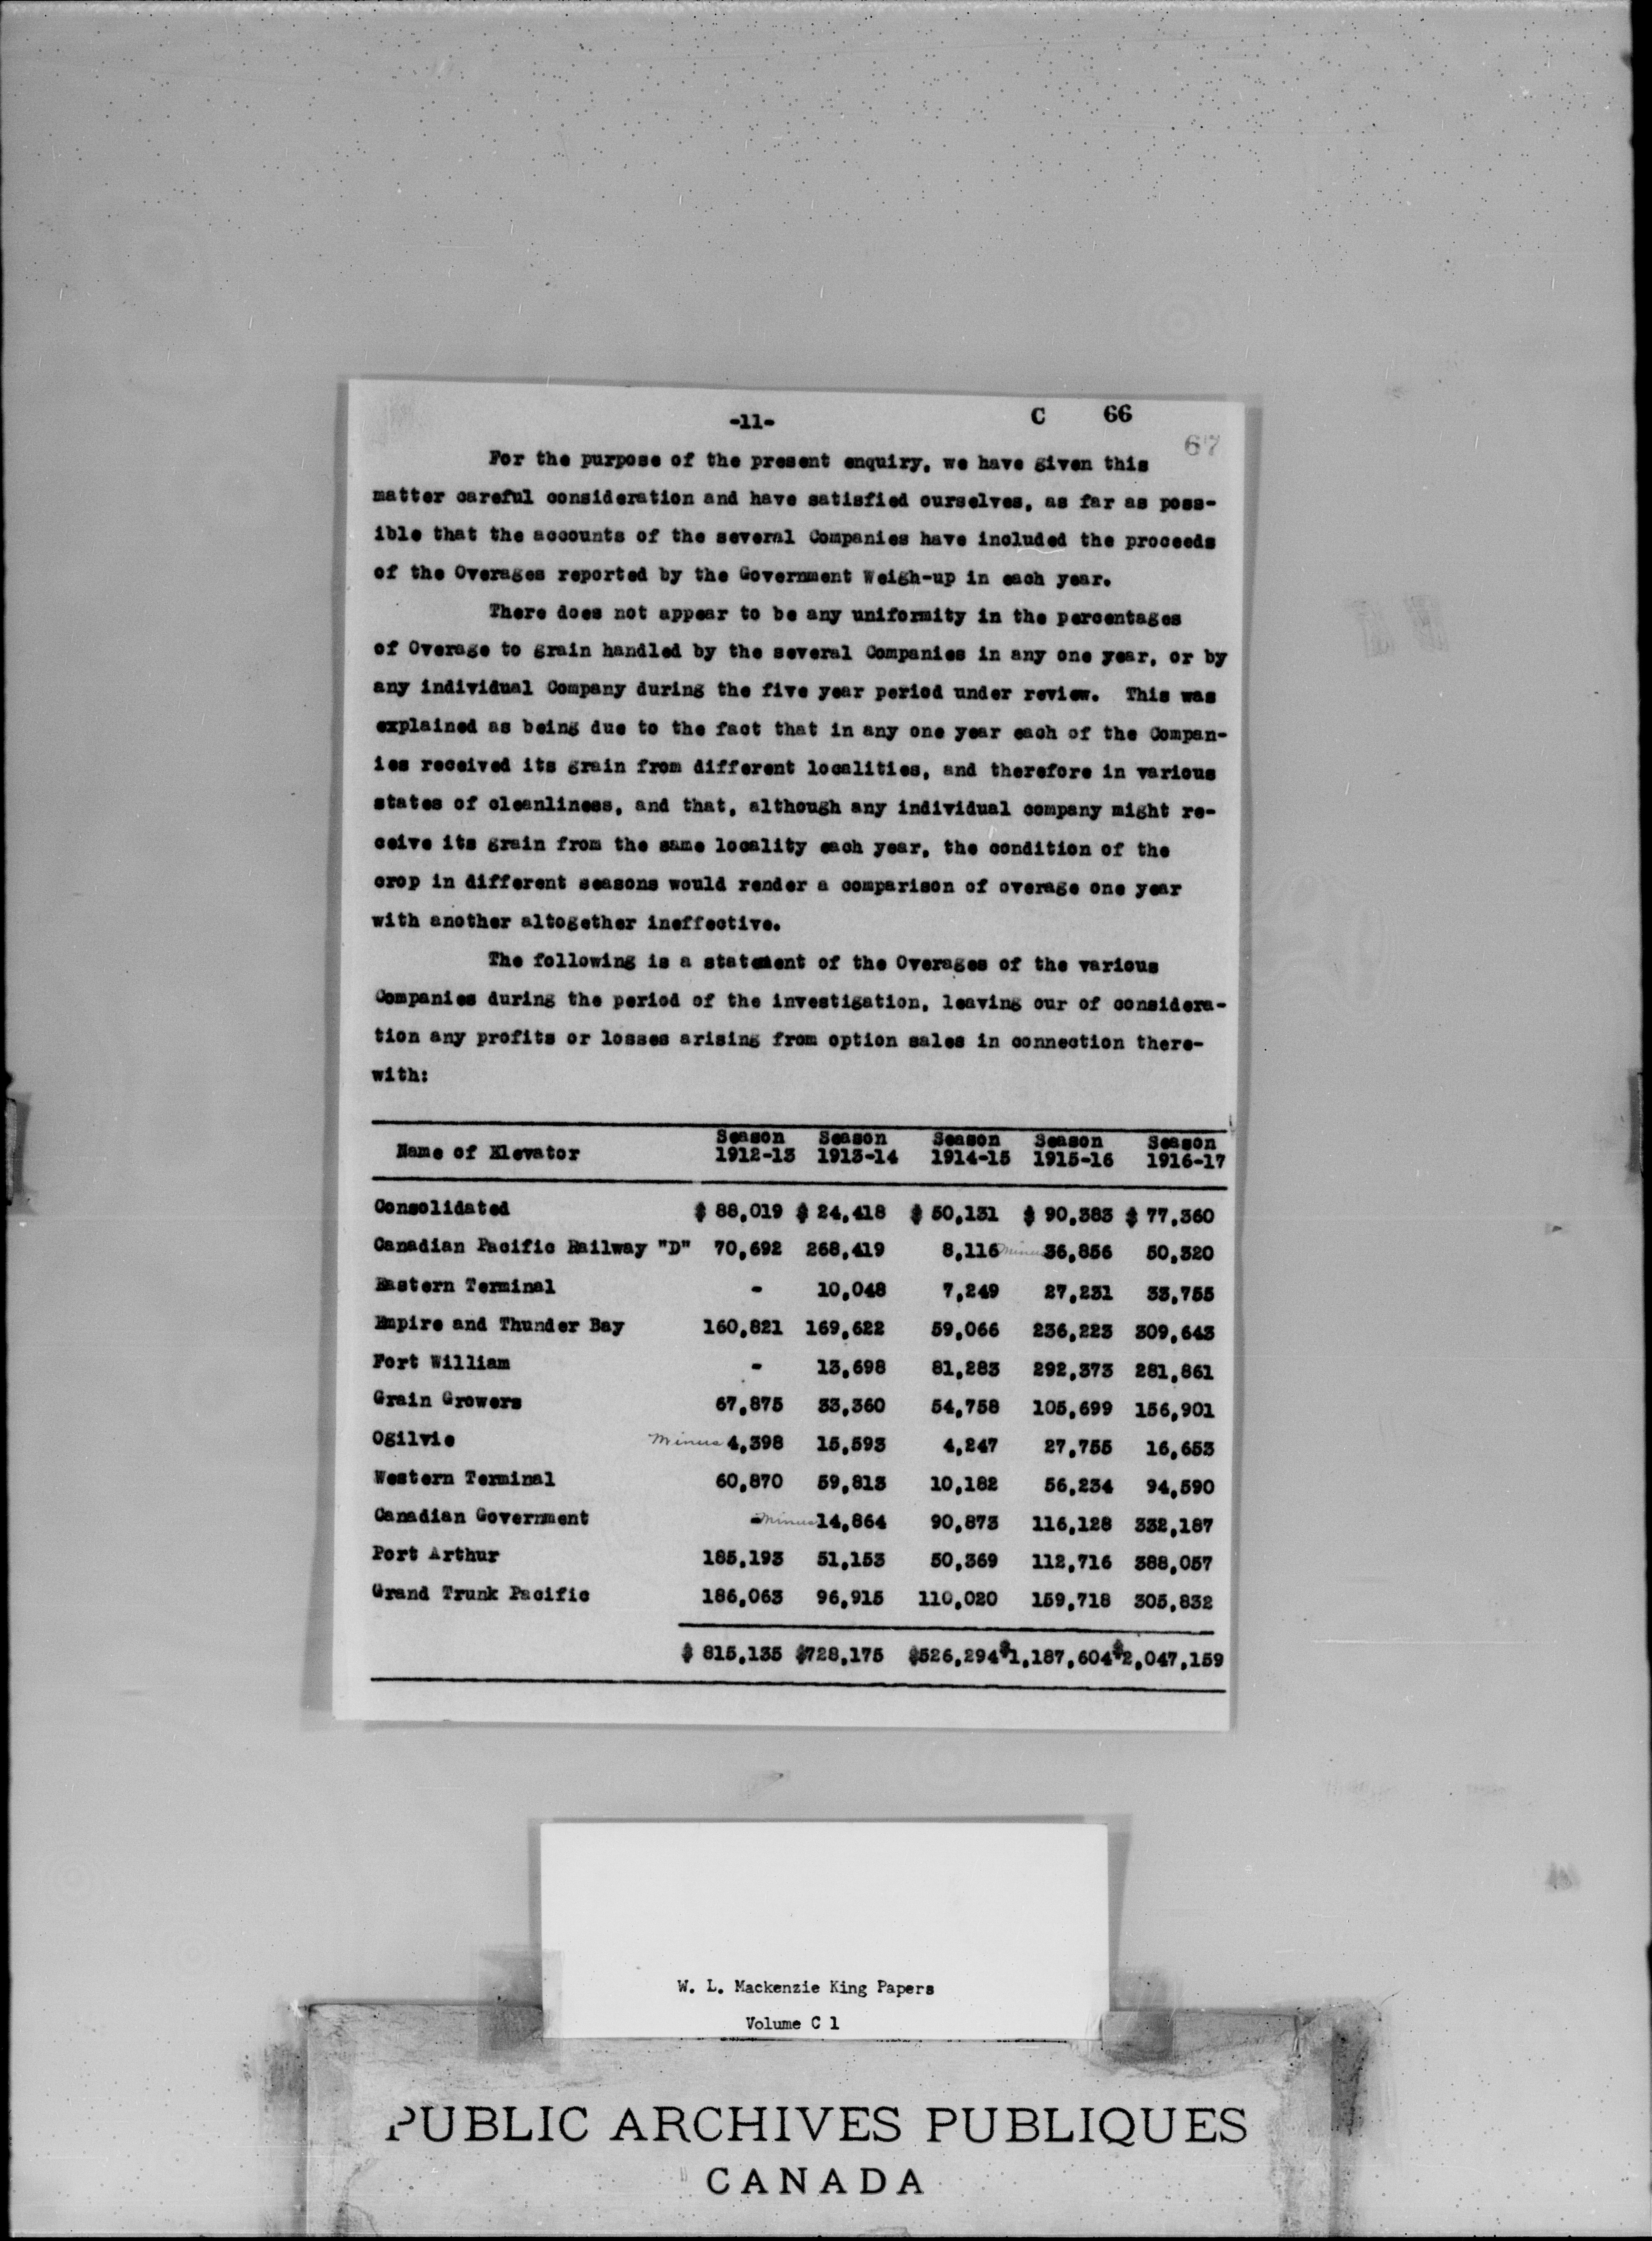 -11-
C 66
67
For the purpose of the present enquiry, we have given this
matter careful consideration and have satisfied ourselves, as far as poss-
ible that the accounts of the several Companies have included the proceeds
of the Overages reported by the Government Weigh-up in each year.
There does not appear to be any uniformity in the percentages
of Overage to grain handled by the several Companies in any one year, or by
any individual Company during the five year period under review. This was
explained as being due to the fact that in any one year each of the Compan-
ies received its grain from different localities, and therefore in various
states of cleanliness, and that, although any individual company might re-
ceive its grain from the same locality each year, the condition of the
crop in different seasons would render a comparison of overage one year
with another altogether ineffective.
The following is a statement of the Overages of the various
Companies during the period of the investigation, leaving our of considera-
tion any profits or losses arising from option sales in connection there-
with:
Season Season Season Season Season
Name of Elevator 1912-13 1913-14 1914-15 1915-16 1916-17
Consolidated $ 88,019 $ 24,418 $ 50,131 $ 90,383 $ 77,360
Canadian Pacific Railway "D" 70,692 268,419 8,116 minus 36,856 50,320
Eastern Terminal - 10,048 7,249 27,231 33,755
Empire and Thunder Bay 160,821 169,622 59,066 236,223 309,643
Fort William - 13,698 81,283 292,373 281,861
Grain Growers 67,875 33,360 54,758 105,699 156,901
Ogilvie Minus 4,398 15,593 4,247 27,755 16,653
Western Terminal 60,870 59,813 10,182 56,234 94,590
Canadian Government - Minus 14,864 90,873 116,128 332,187
Port Arthur 185,193 51,153 50,369 112,716 388,057
Grand Trunk Pacific 186,063 96,915 110,020 159,718 305,832
$ 815,135 $728,175 $526,294 $1,187,604 $2,047,159
W. L. Mackenzie King Papers
Volume C 1
PUBLIC ARCHIVES PUBLIQUES
CANADA